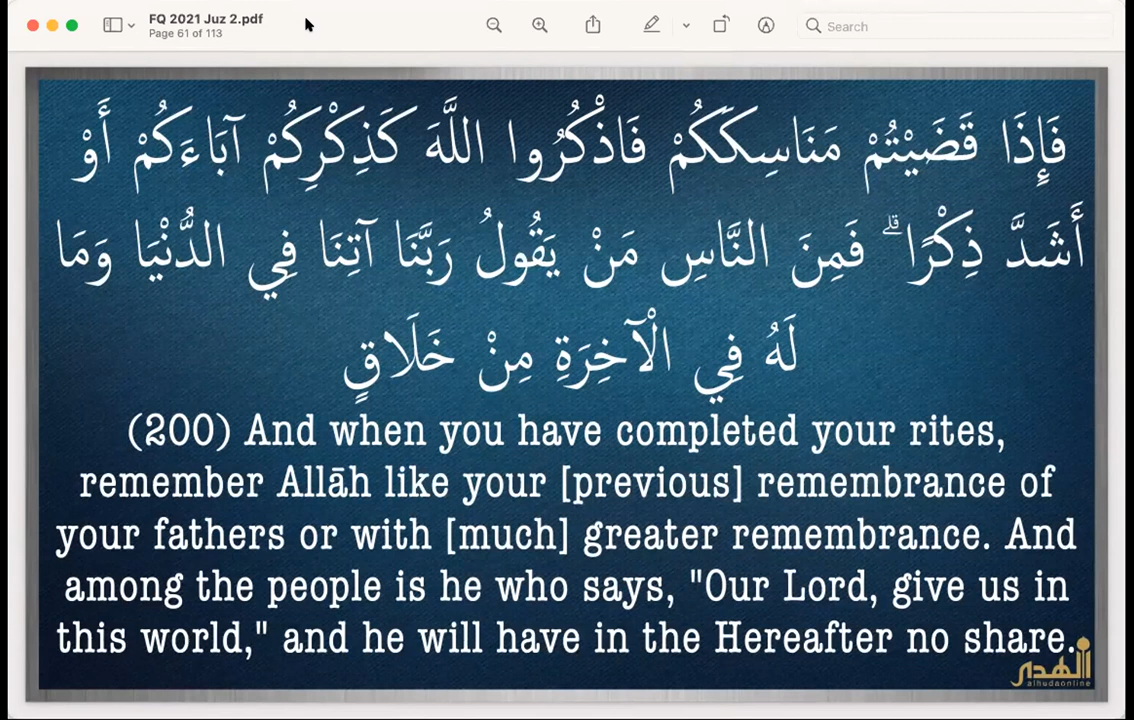 FQ 2021 Juz 2.pdf
Page 61 of 113
Search
فَإِذَا قَضَيْتُمْ مَنَاسِكَكُمْ فَاذْكُرُوا اللَّهَ كَذِكْرِكُمْ آبَاءَكُمْ أَوْ
أَشَدَّ ذِكْرًا ۗ فَمِنَ النَّاسِ مَنْ يَقُولُ رَبَّنَا آتِنَا فِي الدُّنْيَا وَمَا
لَهُ فِي الْآخِرَةِ مِنْ خَلَاقٍ
(200) And when you have completed your rites,
remember Allāh like your [previous] remembrance of
your fathers or with [much] greater remembrance. And
among the people is he who says, "Our Lord, give us in
this world," and he will have in the Hereafter no share.
الهدى
alhudaonline